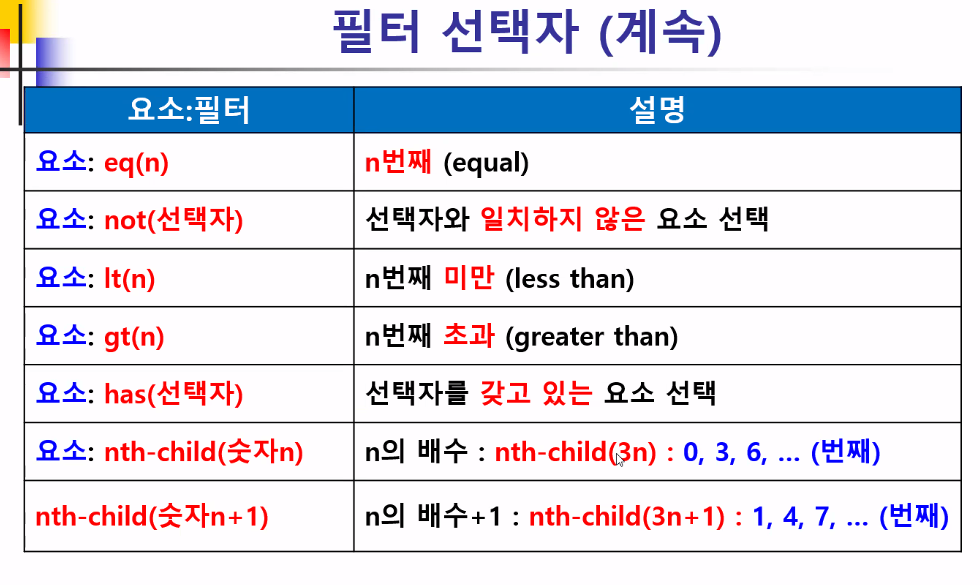 필터 선택자 (계속)
요소:필터 설명
요소: eq(n) n번째 (equal)
요소: not(선택자) 선택자와 일치하지 않은 요소 선택
요소: lt(n) n번째 미만 (less than)
요소: gt(n) n번째 초과 (greater than)
요소: has(선택자) 선택자를 갖고 있는 요소 선택
요소: nth-child(숫자n) n의 배수 : nth-child(3n) : 0, 3, 6, … (번째)
nth-child(숫자n+1) n의 배수+1 : nth-child(3n+1) : 1, 4, 7, … (번째)